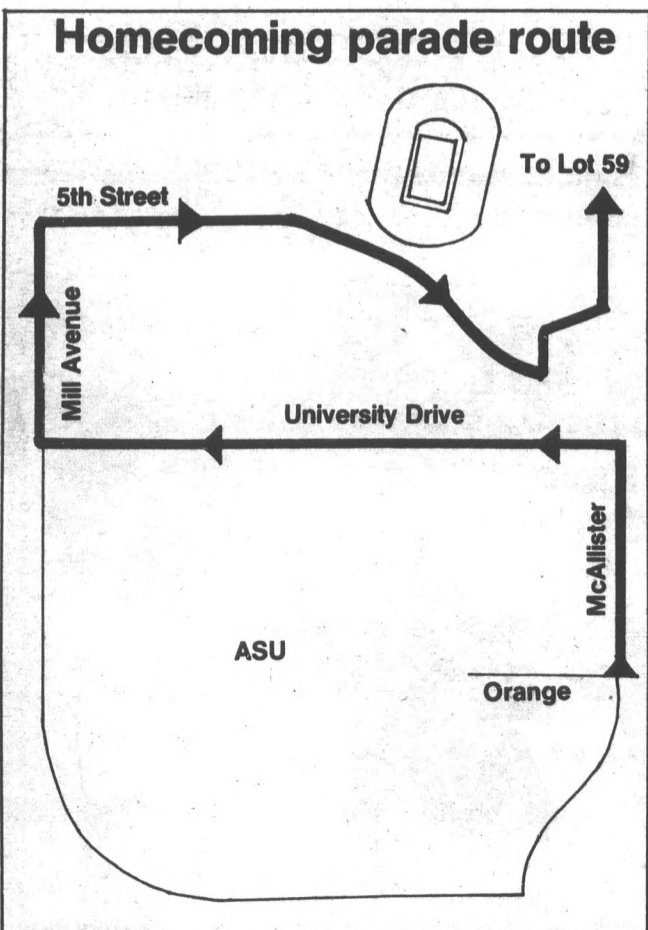 Homecoming parade route
To Lot 59
5th Street
Mill Avenue
University Drive
McAllister
ASU
Orange